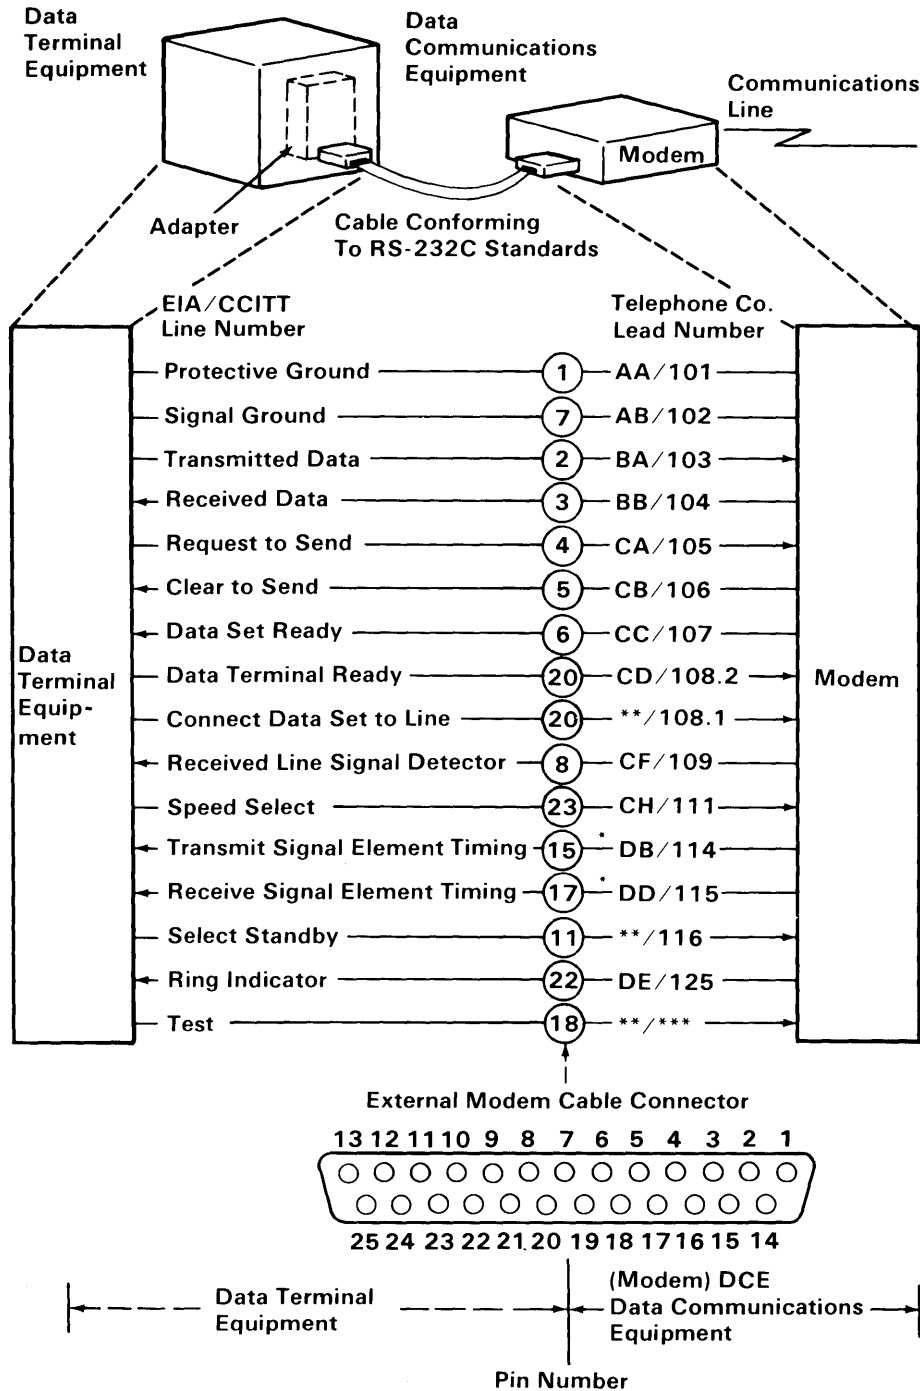 Data
Terminal
Equipment
Data
Communications
Equipment
Communications
Line
Modem
Adapter
Cable Conforming
To RS-232C Standards
EIA/CCITT
Line Number
Telephone Co.
Lead Number
Protective Ground 1 AA/101
Signal Ground 7 AB/102
Transmitted Data 2 BA/103
Received Data 3 BB/104
Request to Send 4 CA/105
Clear to Send 5 CB/106
Data Set Ready 6 CC/107
Data Terminal Ready 20 CD/108.2
Connect Data Set to Line 20 **/108.1
Received Line Signal Detector 8 CF/109
Speed Select 23 CH/111
Transmit Signal Element Timing 15 * DB/114
Receive Signal Element Timing 17 * DD/115
Select Standby 11 **/116
Ring Indicator 22 DE/125
Test 18 **/***
Data
Terminal
Equip-
ment
Modem
External Modem Cable Connector
13 12 11 10 9 8 7 6 5 4 3 2 1
25 24 23 22 21 20 19 18 17 16 15 14
Data Terminal
Equipment
(Modem) DCE
Data Communications
Equipment
Pin Number